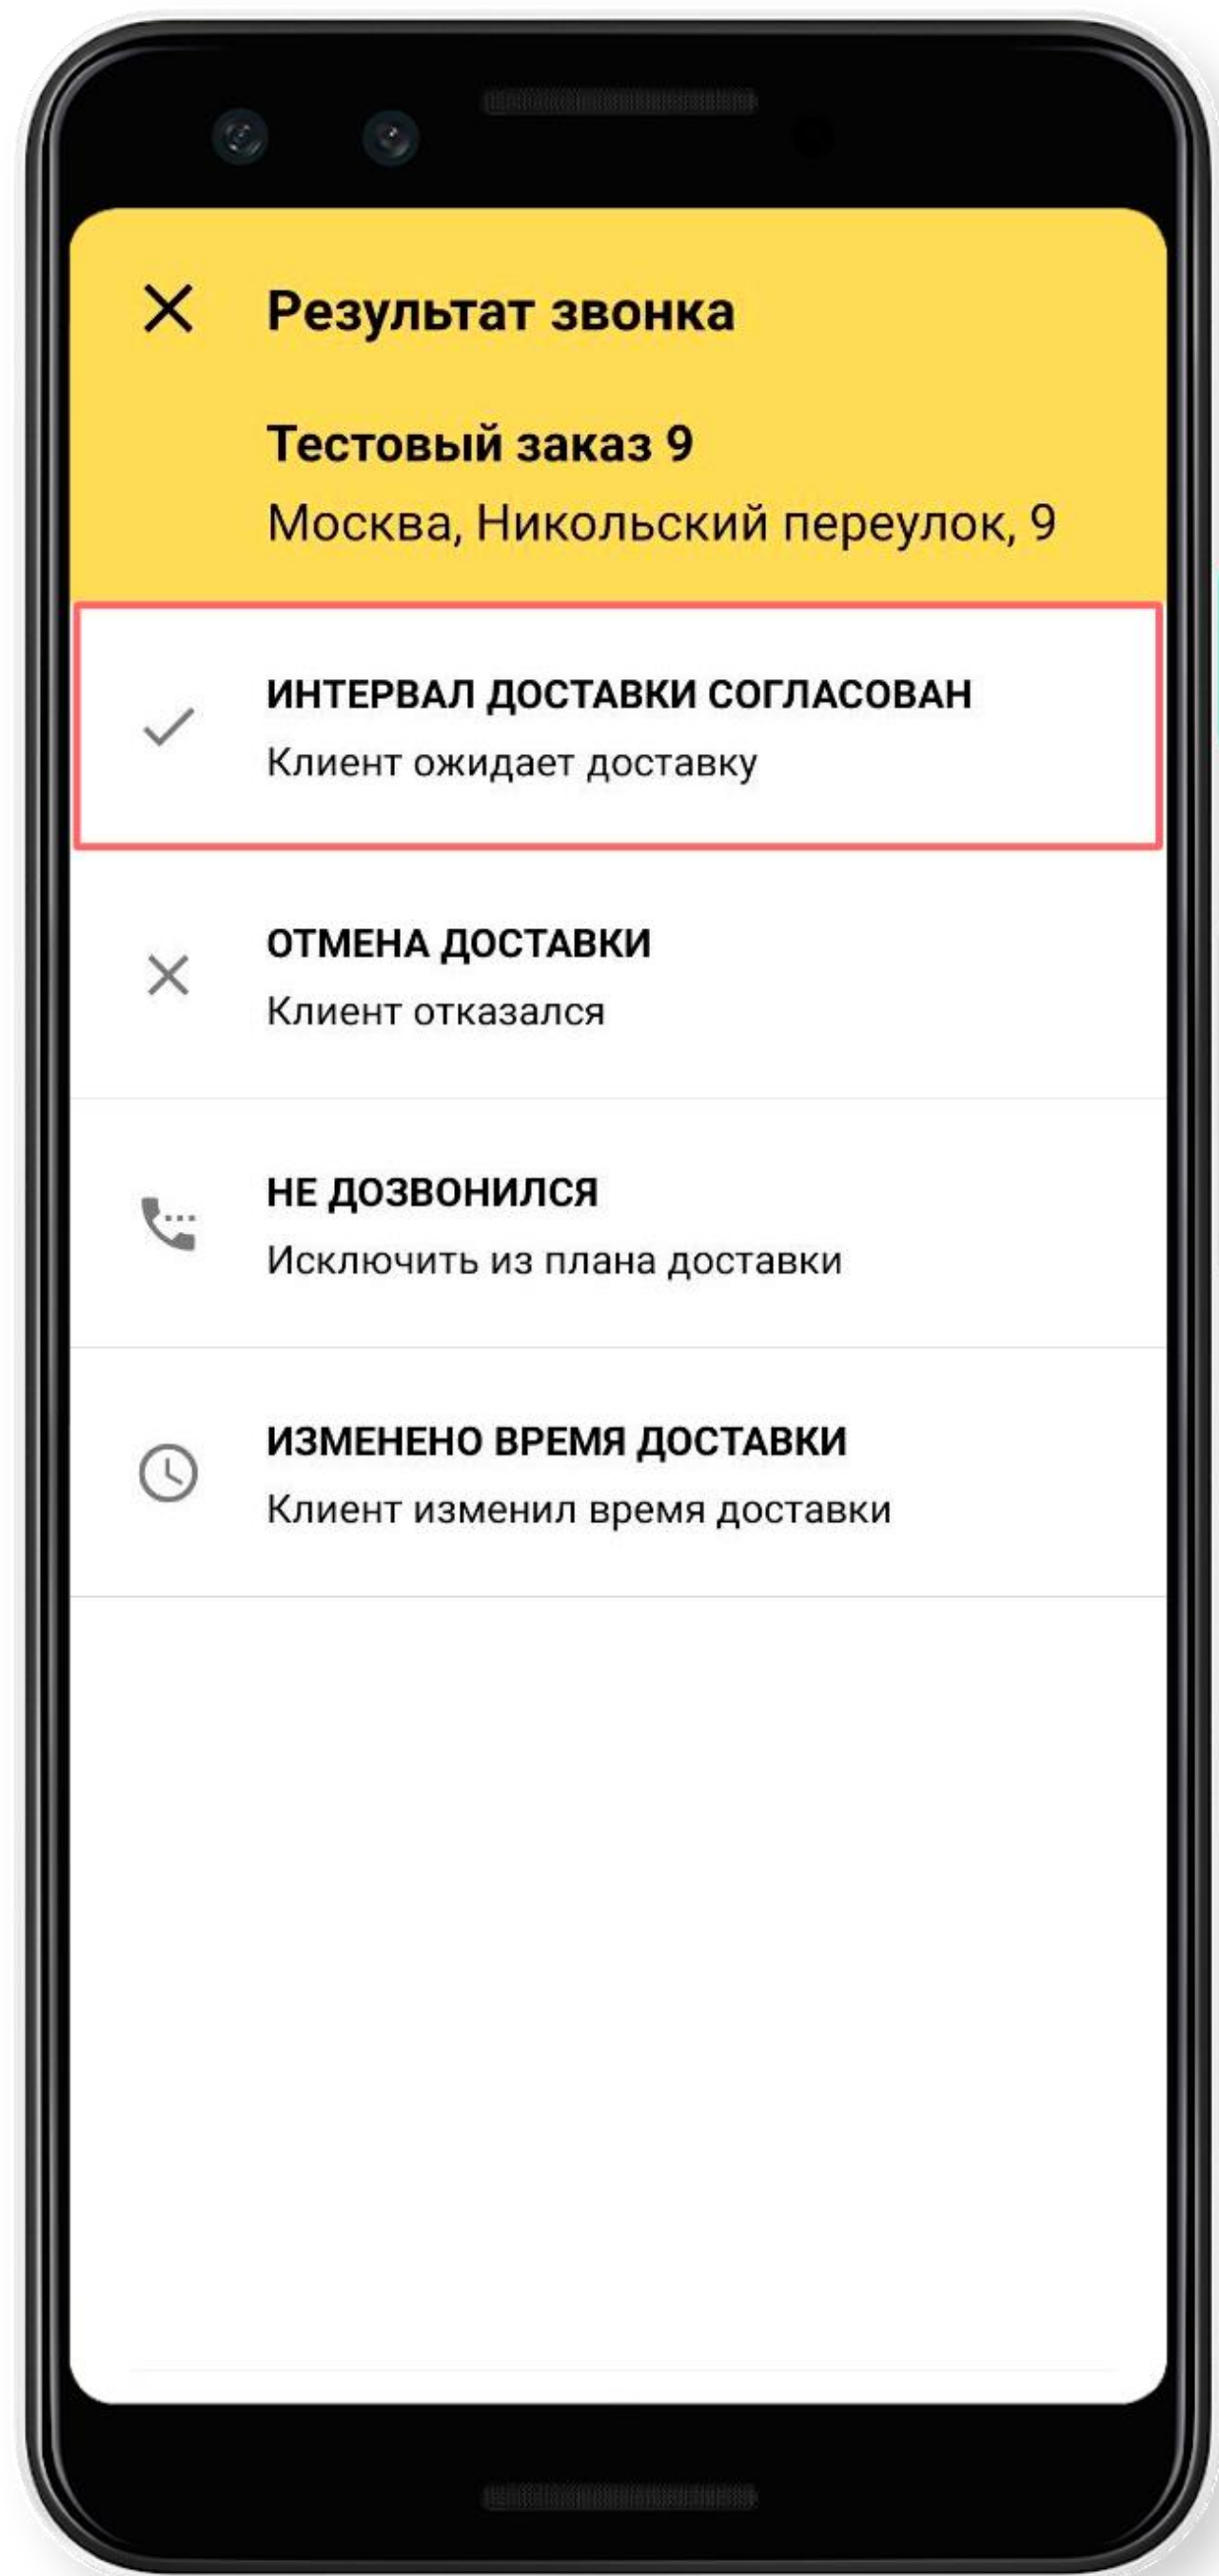 Результат звонка
Тестовый заказ 9
Москва, Никольский переулок, 9
ИНТЕРВАЛ ДОСТАВКИ СОГЛАСОВАН
Клиент ожидает доставку
ОТМЕНА ДОСТАВКИ
Клиент отказался
НЕ ДОЗВОНИЛСЯ
Исключить из плана доставки
ИЗМЕНЕНО ВРЕМЯ ДОСТАВКИ
Клиент изменил время доставки